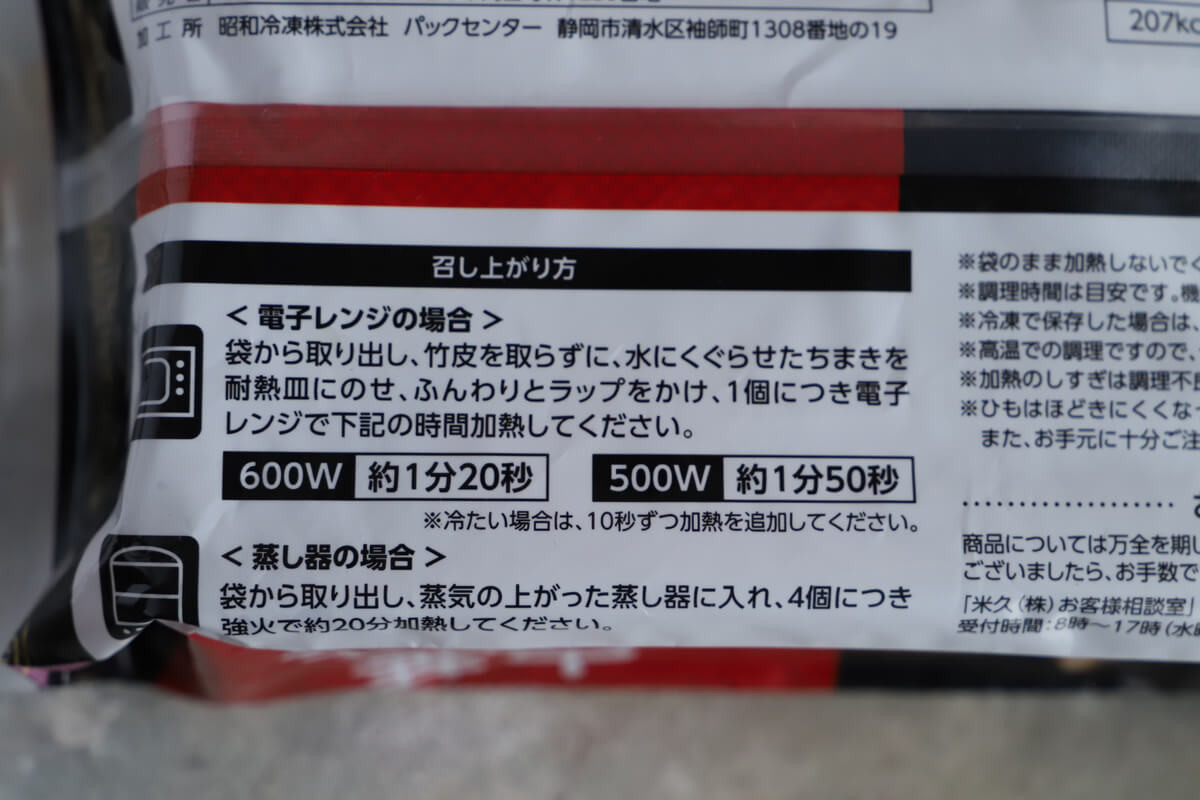 加工所 昭和冷凍株式会社 パックセンター 静岡市清水区袖師町1308番地の19
207kc
召し上がり方
＜電子レンジの場合＞
袋から取り出し、竹皮を取らずに、水にくぐらせたちまきを
耐熱皿にのせ、ふんわりとラップをかけ、1個につき電子
レンジで下記の時間加熱してください。
600W 約1分20秒 500W 約1分50秒
※冷たい場合は、10秒ずつ加熱を追加してください。
＜蒸し器の場合＞
袋から取り出し、蒸気の上がった蒸し器に入れ、4個につき
強火で約20分加熱してください。
※袋のまま加熱しないでく
※調理時間は目安です。機
※冷凍で保存した場合は、
※高温での調理ですので、
※加熱のしすぎは調理不良
※ひもはほどきにくくな
また、お手元に十分ご注
商品については万全を期し
ございましたら、お手数で
「米久(株)お客様相談室」
受付時間:8時～17時(水